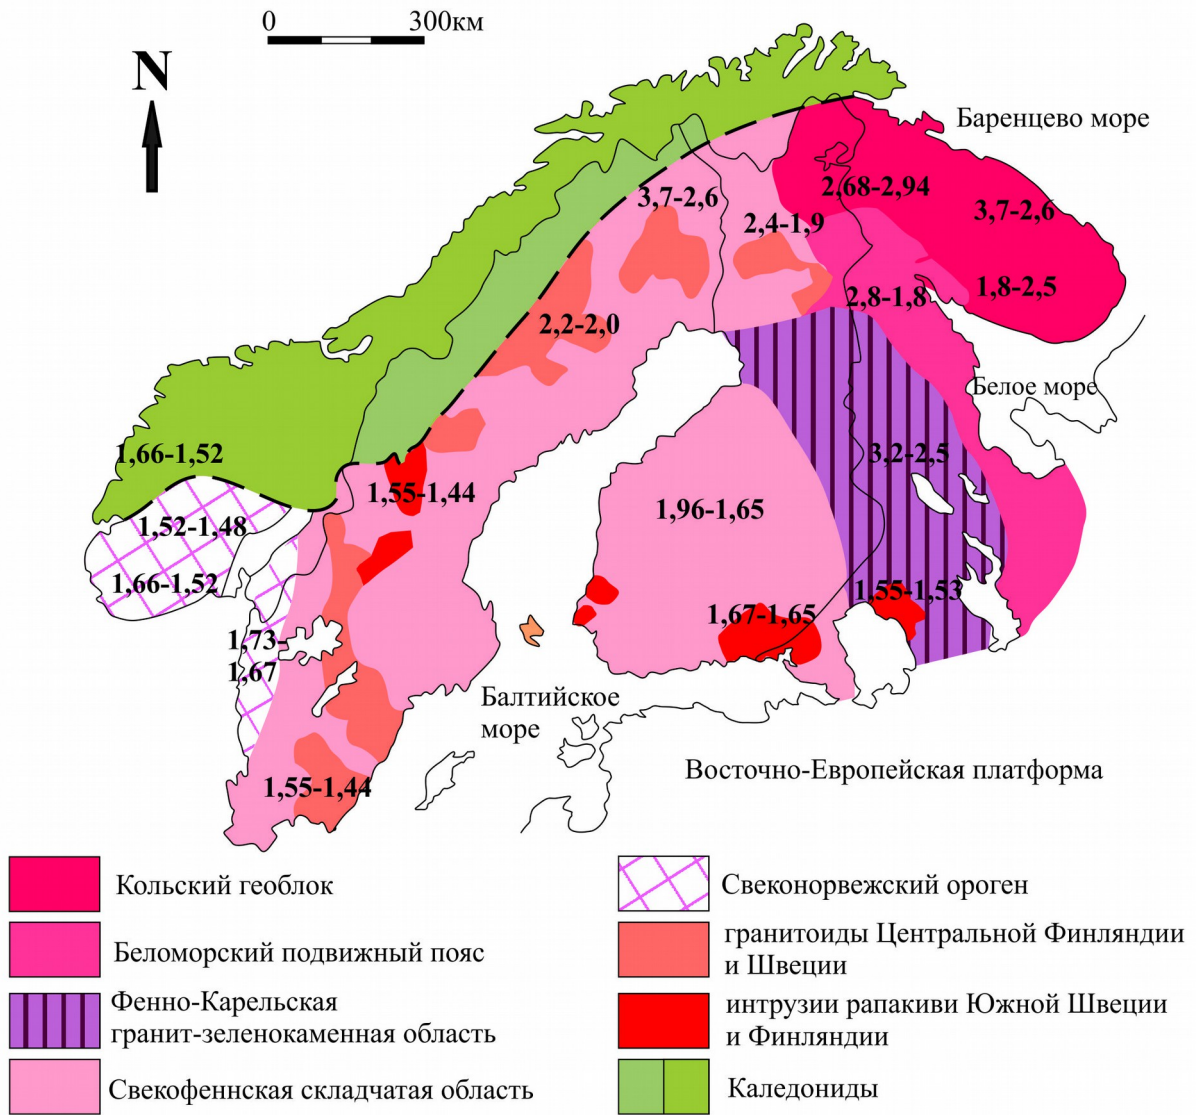 0 300км
N
Баренцево море
2,68-2,94
3,7-2,6
3,7-2,6
2,4-1,9
1,8-2,5
2,8-1,8
2,2-2,0
Белое море
1,66-1,52
3,2-2,5
1,55-1,44
1,96-1,65
1,52-1,48
1,66-1,52
1,55-1,53
1,67-1,65
1,73-
1,67
Балтийское
море
Восточно-Европейская платформа
1,55-1,44
Кольский геоблок
Беломорский подвижный пояс
Фенно-Карельская
гранит-зеленокаменная область
Свекофеннская складчатая область
Свеконорвежский ороген
гранитоиды Центральной Финляндии
и Швеции
интрузии рапакиви Южной Швеции
и Финляндии
Каледониды